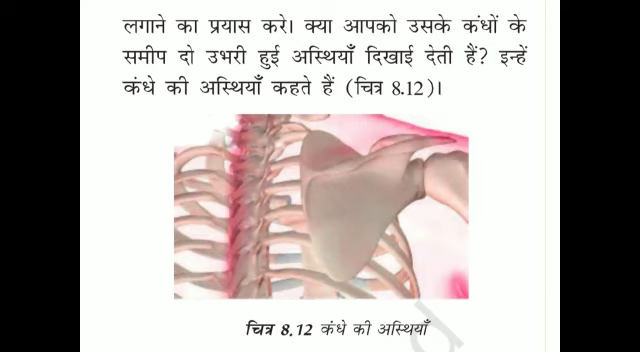 लगाने का प्रयास करे। क्या आपको उसके कंधों के
समीप दो उभरी हुई अस्थियाँ दिखाई देती हैं? इन्हें
कंधे की अस्थियाँ कहते हैं (चित्र 8.12)।
चित्र 8.12 कंधे की अस्थियाँ